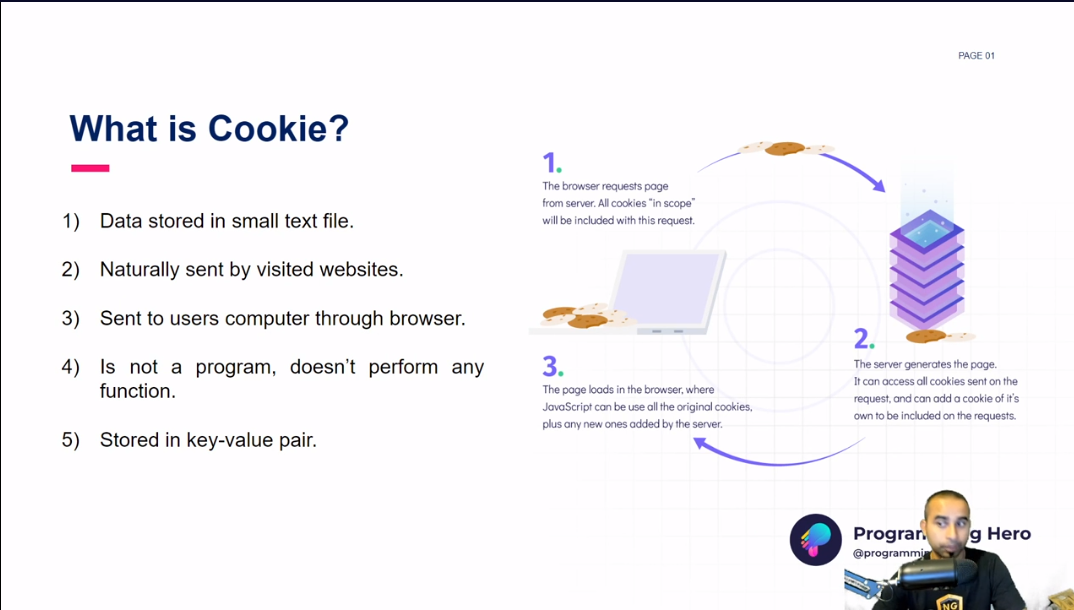 PAGE 01
What is Cookie?
1) Data stored in small text file.
2) Naturally sent by visited websites.
3) Sent to users computer through browser.
4) Is not a program, doesn't perform any
function.
5) Stored in key-value pair.
1.
The browser requests page
from server. All cookies "in scope"
will be included with this request.
2.
The server generates the page.
It can access all cookies sent on the
request, and can add a cookie of it's
own to be included on the requests.
3.
The page loads in the browser, where
JavaScript can be use all the original cookies,
plus any new ones added by the server.
Hero
NG